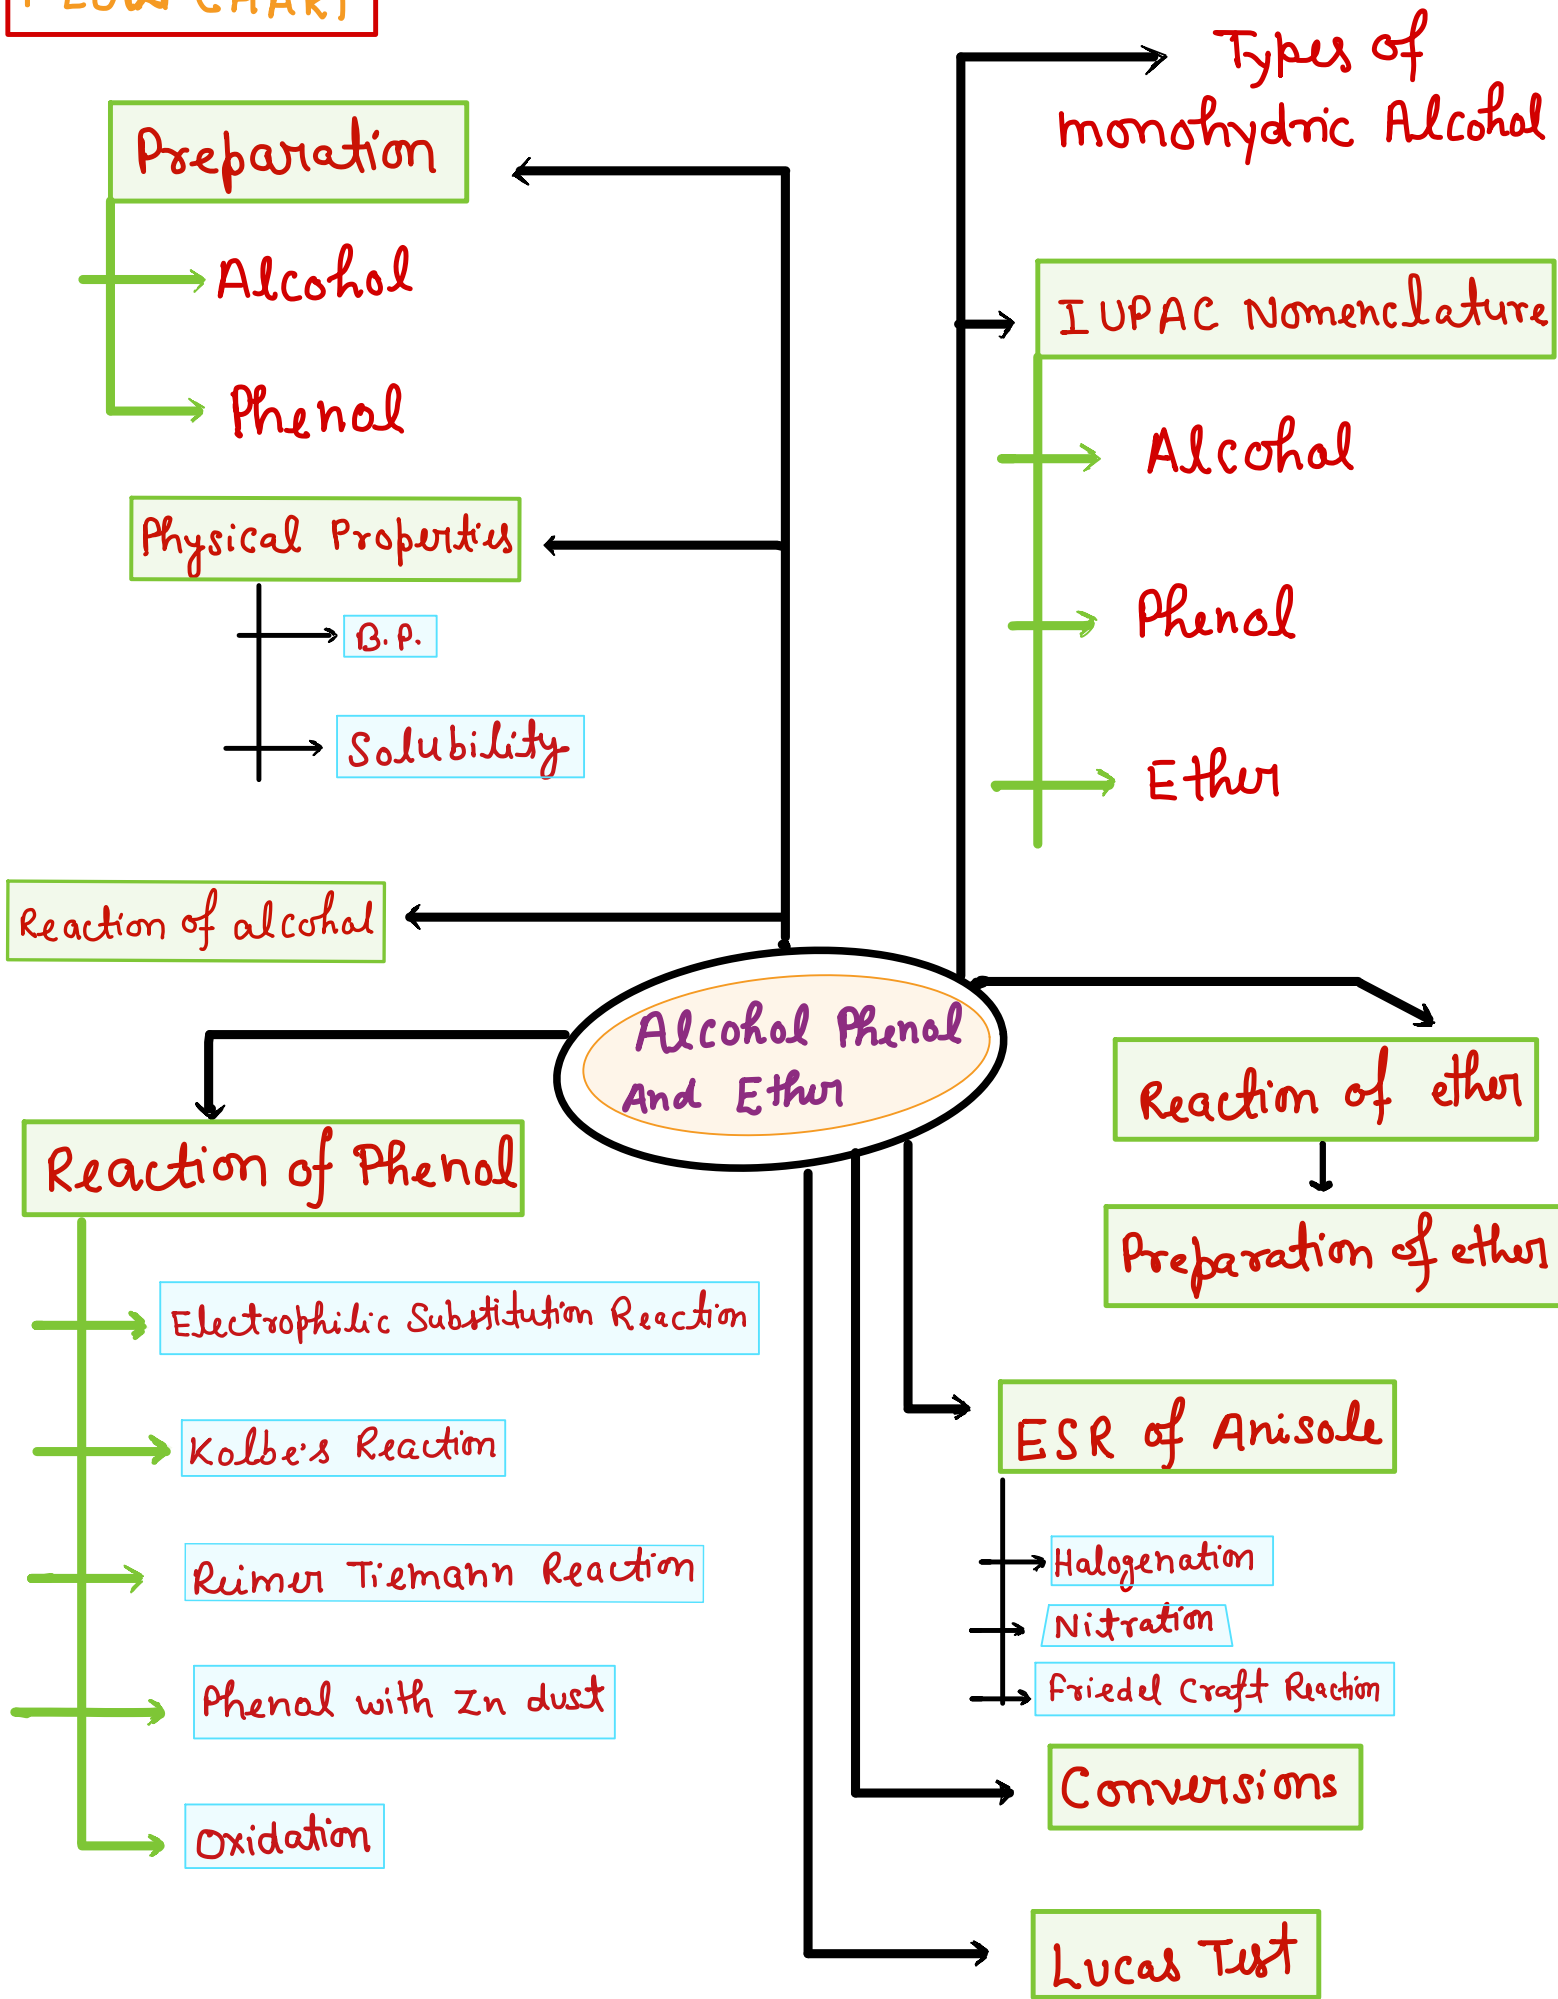 FLOW CHART
Preparation
Alcohol
Phenol
Physical Properties
B.P.
Solubility
Reaction of alcohol
Types of
monohydric Alcohol
IUPAC Nomenclature
Alcohol
Phenol
Ether
Alcohol Phenol
And Ether
Reaction of ether
Preparation of ether
Reaction of Phenol
Electrophilic Substitution Reaction
Kolbe's Reaction
Reimer Tiemann Reaction
Phenol with Zn dust
Oxidation
ESR of Anisole
Halogenation
Nitration
Friedel Craft Reaction
Conversions
Lucas Test